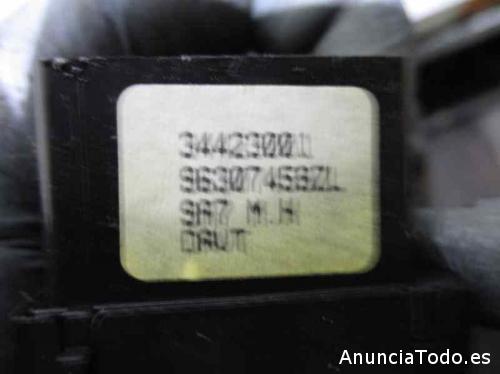 34423001
96307458ZL
9A7 M.H
DAVT
AnunciaTodo.es